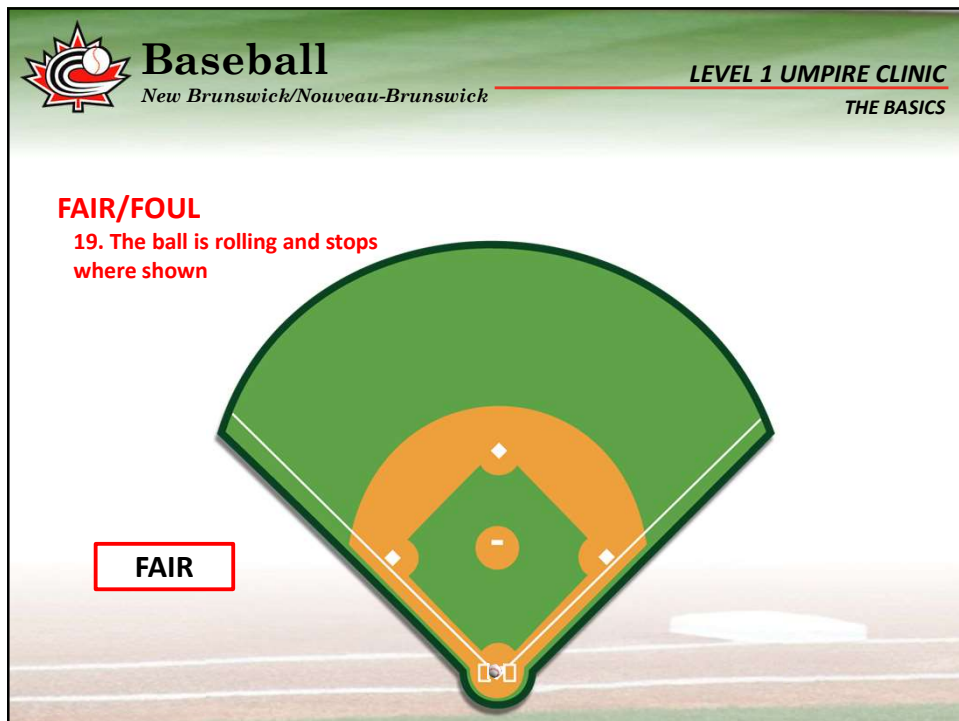 Baseball
New Brunswick/Nouveau-Brunswick
LEVEL 1 UMPIRE CLINIC
THE BASICS
FAIR/FOUL
19. The ball is rolling and stops
where shown
FAIR